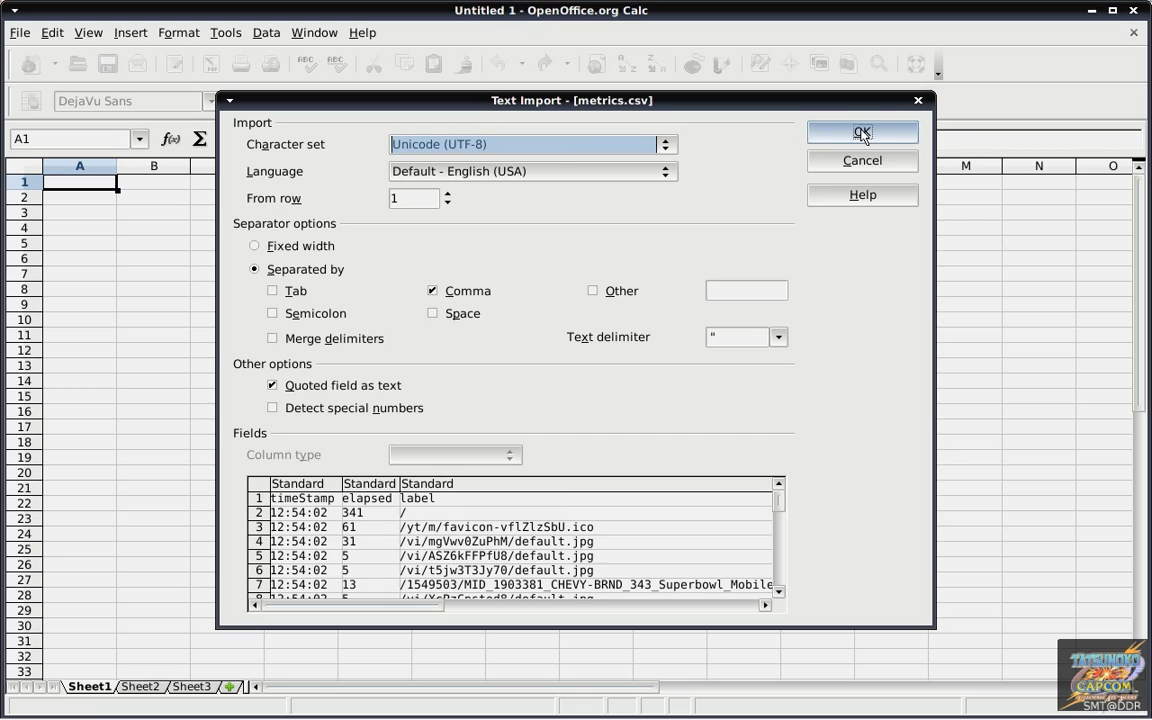 Untitled 1 - OpenOffice.org Calc
File Edit View Insert Format Tools Data Window Help
DejaVu Sans
A1
A B M N O
Text Import - [metrics.csv]
Import
Character set Unicode (UTF-8)
OK
Language Default - English (USA)
Cancel
From row 1
Help
Separator options
Fixed width
Separated by
Tab Comma Other
Semicolon Space
Merge delimiters Text delimiter "
Other options
Quoted field as text
Detect special numbers
Fields
Column type
Standard Standard Standard
1 timeStamp elapsed label
2 12:54:02 341 /
3 12:54:02 61 /yt/m/favicon-vflZlzSbU.ico
4 12:54:02 31 /vi/mgVwv0ZuPhM/default.jpg
5 12:54:02 5 /vi/ASZ6kFFPfU8/default.jpg
6 12:54:02 5 /vi/t5jw3T3Jy70/default.jpg
7 12:54:02 13 /1549503/MID_1903381_CHEVY-BRND_343_Superbowl_Mobile
1
2
3
4
5
6
7
8
9
10
11
12
13
14
15
16
17
18
19
20
21
22
23
24
25
26
27
28
29
30
31
32
33
Sheet1 Sheet2 Sheet3
TATSUNOKO
CAPCOM
SMT@DDR